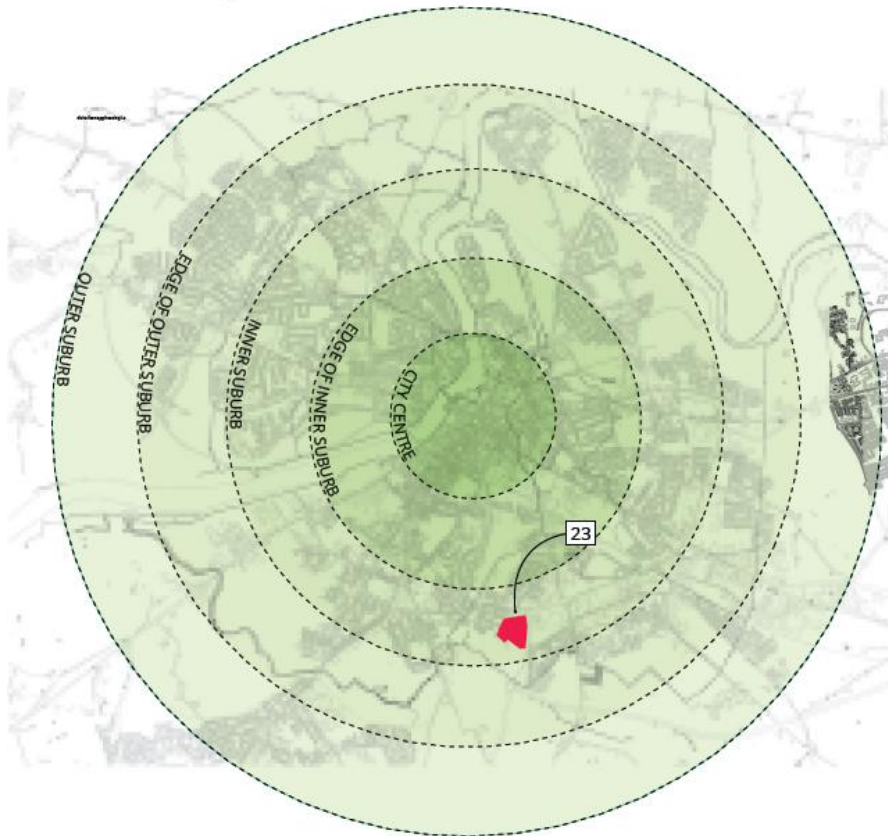 OUTER SUBURB
EDGE OF OUTER SUBURB
INNER SUBURB
EDGE OF INNER SUBURB
CITY CENTRE
23